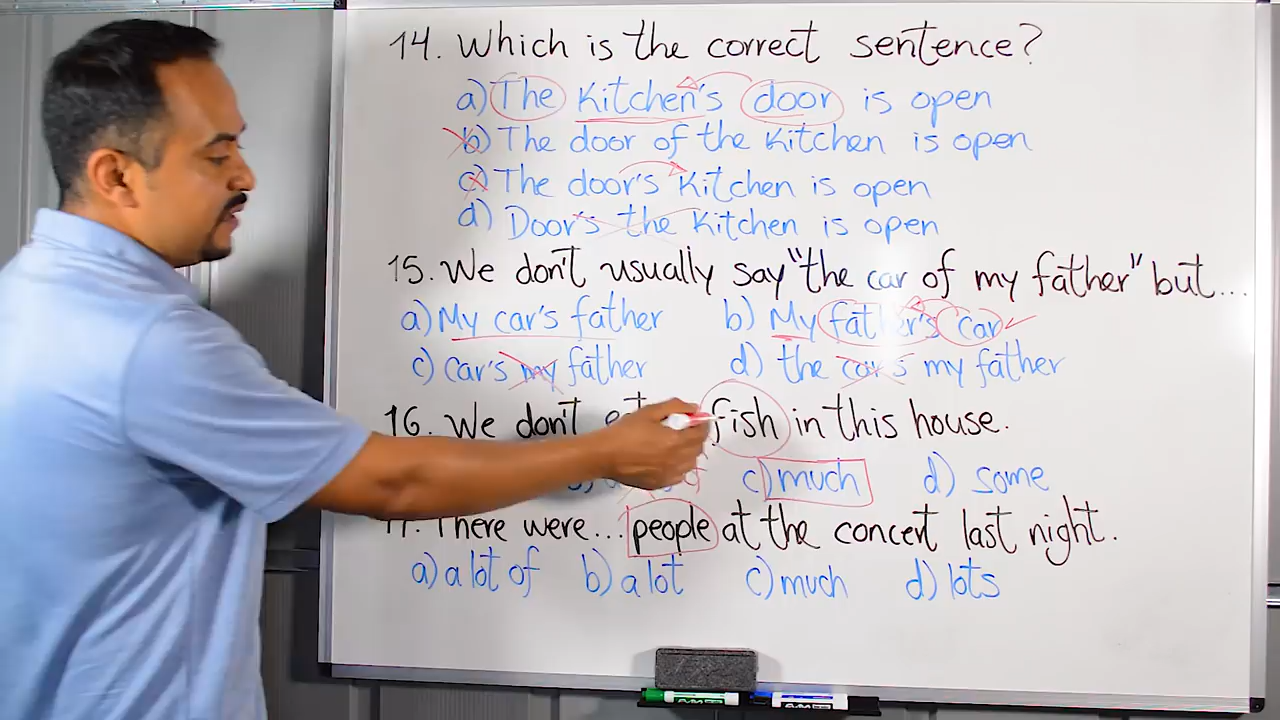 14. Which is the correct sentence?
a) The Kitchen's door is open
b) The door of the Kitchen is open
c) The door's Kitchen is open
d) Door's the Kitchen is open
15. We don't usually say "the car of my father" but...
a) My car's father b) My father's car
c) car's my father d) the car's my father
16. We don't fish in this house.
c) much d) some
There were... people at the concert last night.
a) a lot of b) a lot c) much d) lots
EXPO EXPO